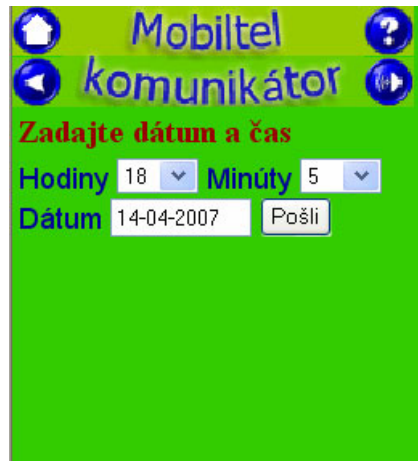 Mobiltel
komunikátor
Zadajte dátum a čas
Hodiny 18 Minúty 5
Dátum 14-04-2007 Pošli